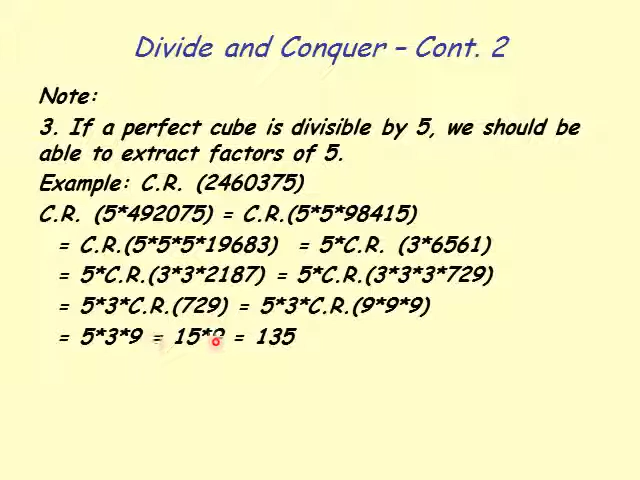 Divide and Conquer – Cont. 2
Note:
3. If a perfect cube is divisible by 5, we should be
able to extract factors of 5.
Example: C.R. (2460375)
C.R. (5*492075) = C.R.(5*5*98415)
= C.R.(5*5*5*19683) = 5*C.R. (3*6561)
= 5*C.R.(3*3*2187) = 5*C.R.(3*3*3*729)
= 5*3*C.R.(729) = 5*3*C.R.(9*9*9)
= 5*3*9 = 15*9 = 135